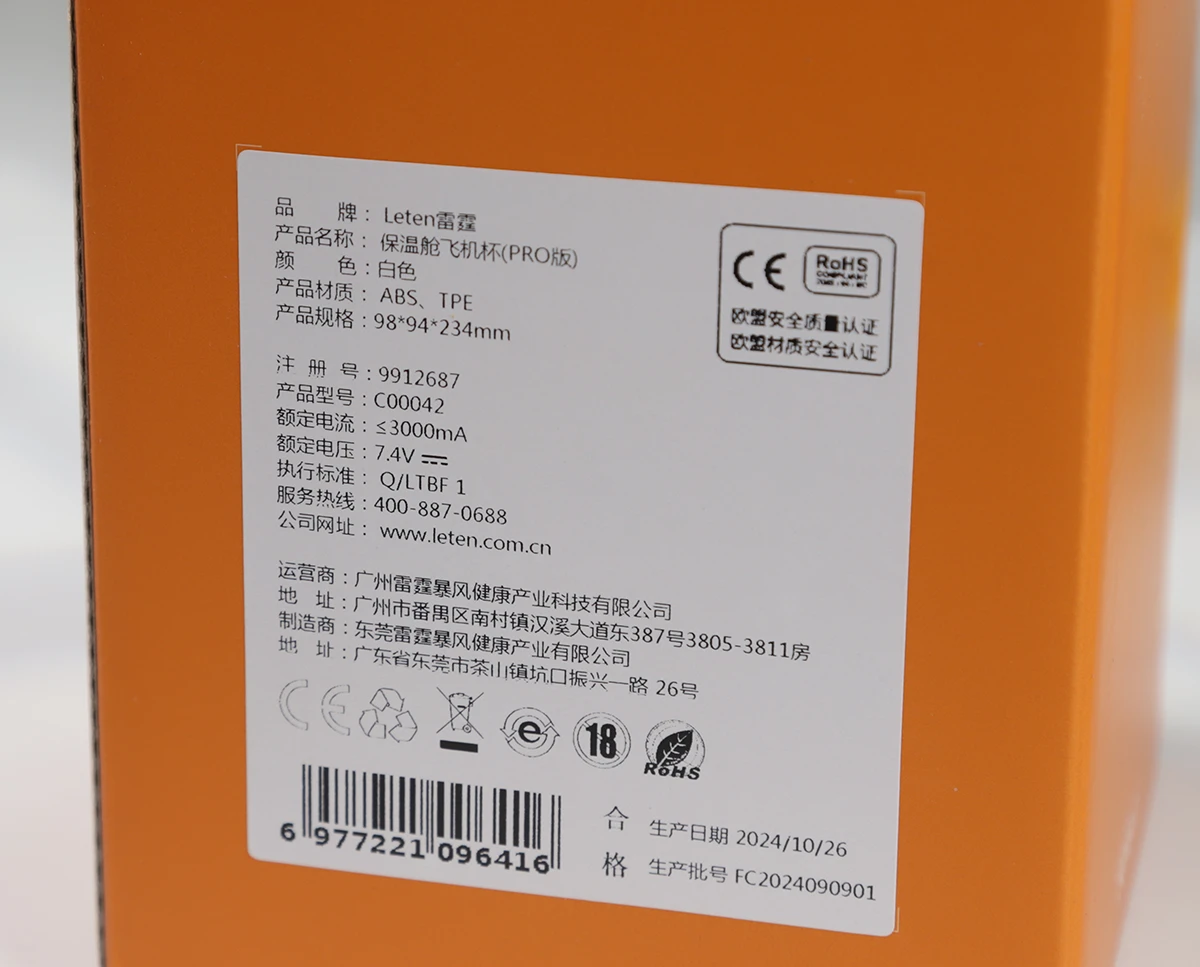 品 牌： Leten雷霆
产品名称： 保温舱飞机杯(PRO版)
颜 色：白色
产品材质： ABS、TPE
产品规格：98*94*234mm
CE RoHS
COMPLIANT
欧盟安全质量认证
欧盟材质安全认证
注 册 号：9912687
产品型号：C00042
额定电流：≤3000mA
额定电压：7.4V
执行标准： Q/LTBF 1
服务热线：400-887-0688
公司网址： www.leten.com.cn
运营商：广州雷霆暴风健康产业科技有限公司
地 址：广州市番禺区南村镇汉溪大道东387号3805-3811房
制造商：东莞雷霆暴风健康产业有限公司
地 址：广东省东莞市茶山镇坑口振兴一路 26号
CE e 18 RoHS
6 977221 096416
合格
生产日期 2024/10/26
生产批号 FC2024090901